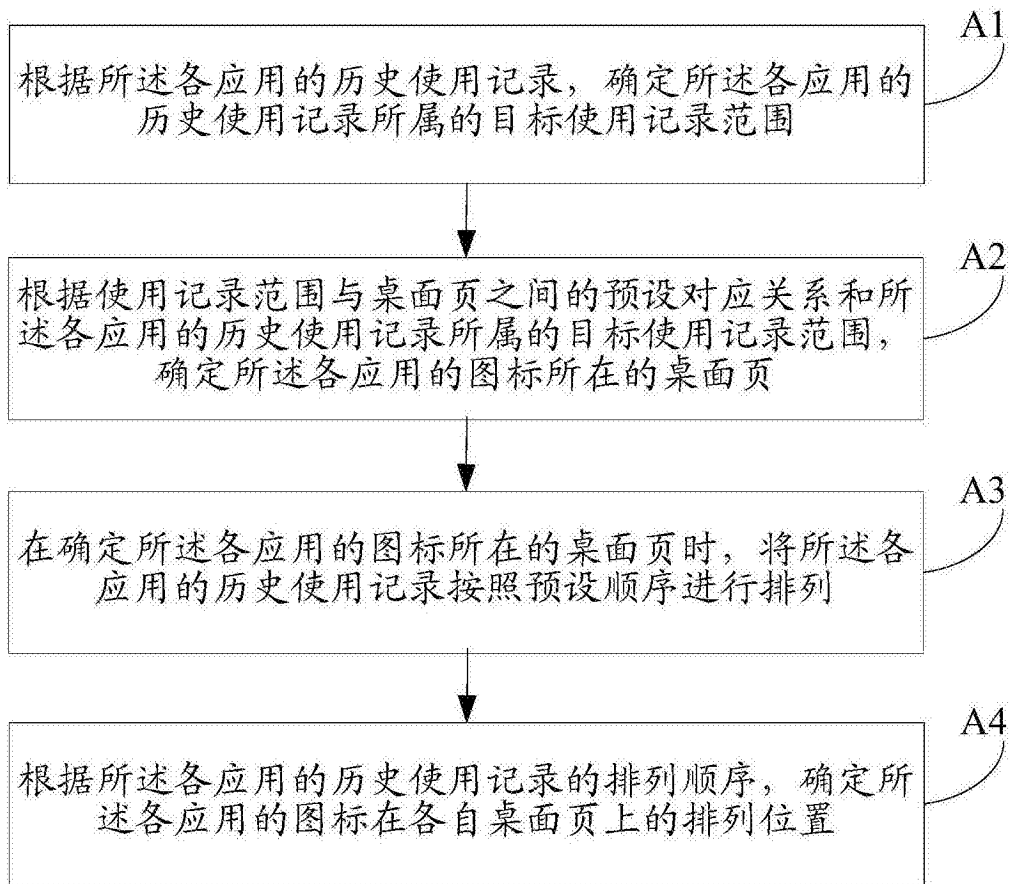 A1
根据所述各应用的历史使用记录，确定所述各应用的
历史使用记录所属的目标使用记录范围
A2
根据使用记录范围与桌面页之间的预设对应关系和所
述各应用的历史使用记录所属的目标使用记录范围，
确定所述各应用的图标所在的桌面页
A3
在确定所述各应用的图标所在的桌面页时，将所述各
应用的历史使用记录按照预设顺序进行排列
A4
根据所述各应用的历史使用记录的排列顺序，确定所
述各应用的图标在各自桌面页上的排列位置